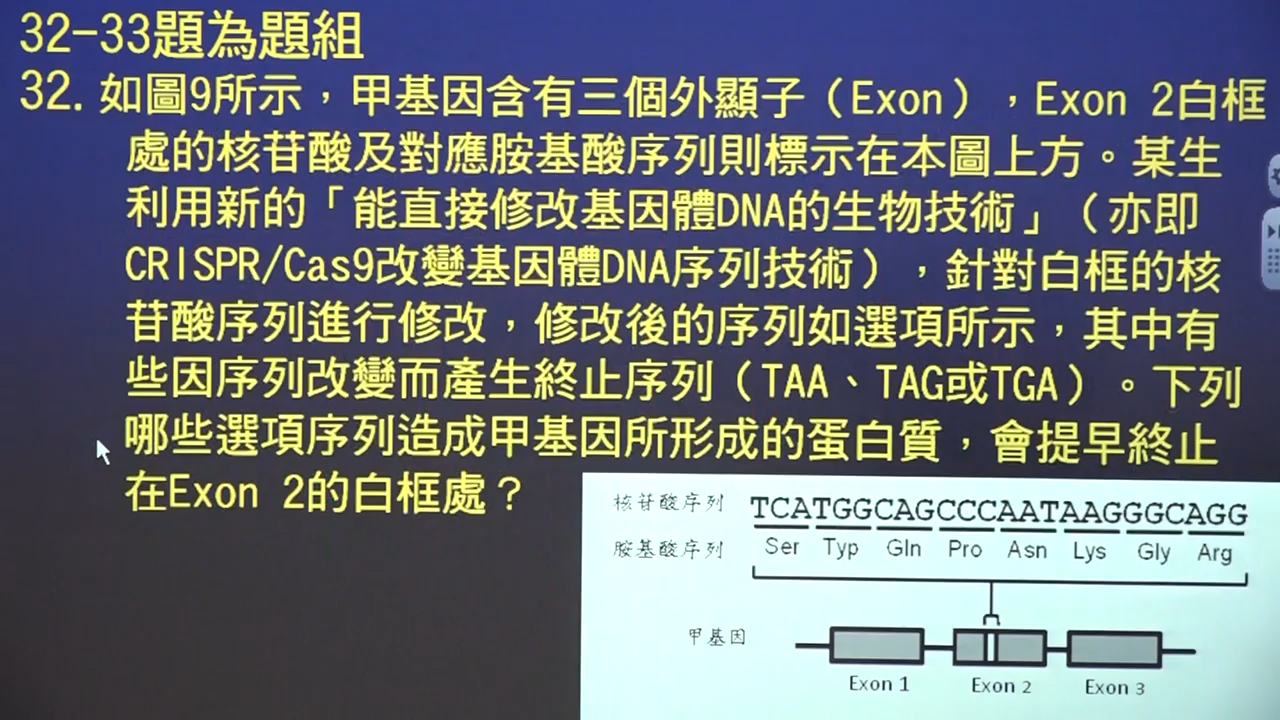 32-33題為題組
32. 如圖9所示，甲基因含有三個外顯子（Exon），Exon 2白框
處的核苷酸及對應胺基酸序列則標示在本圖上方。某生
利用新的「能直接修改基因體DNA的生物技術」（亦即
CRISPR/Cas9改變基因體DNA序列技術），針對白框的核
苷酸序列進行修改，修改後的序列如選項所示，其中有
些因序列改變而產生終止序列（TAA、TAG或TGA）。下列
哪些選項序列造成甲基因所形成的蛋白質，會提早終止
在Exon 2的白框處？
核苷酸序列 TCATGGCAGCCCAATAAGGGCAGG
胺基酸序列 Ser Typ Gln Pro Asn Lys Gly Arg
甲基因
Exon 1 Exon 2 Exon 3